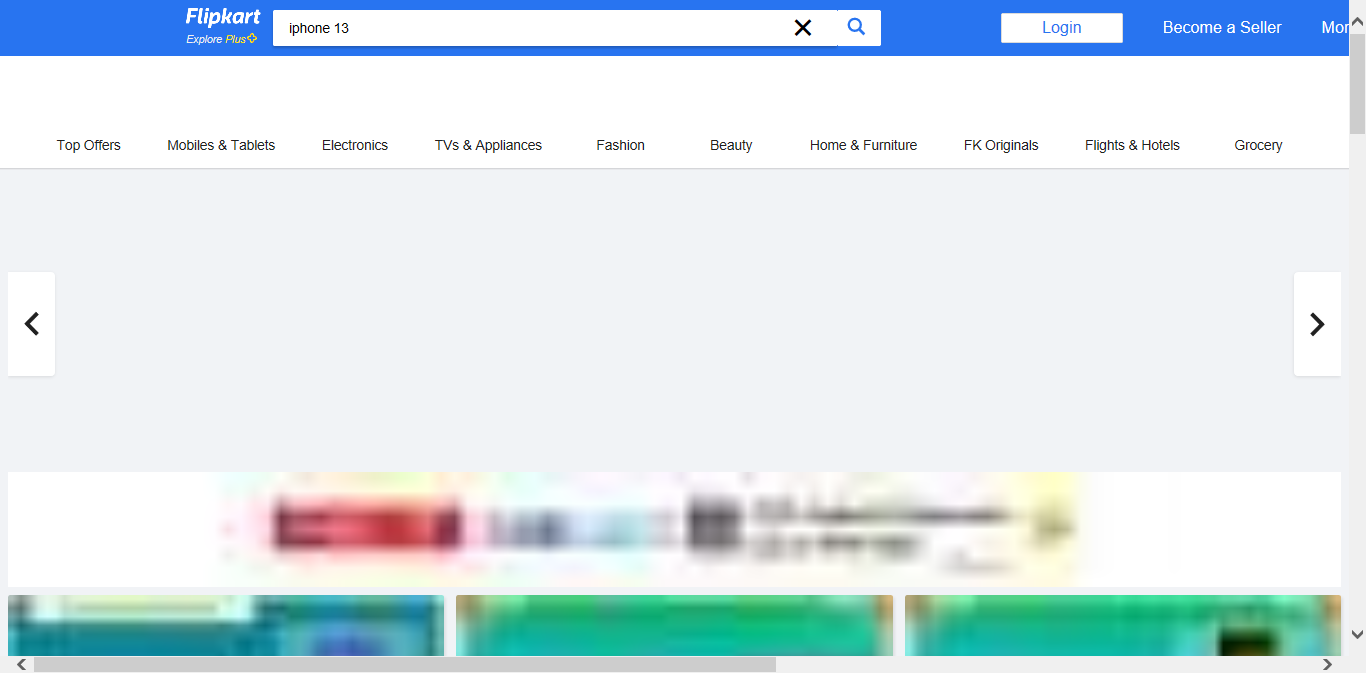 Flipkart
Explore Plus
iphone 13
Login
Become a Seller
Mor
Top Offers
Mobiles & Tablets
Electronics
TVs & Appliances
Fashion
Beauty
Home & Furniture
FK Originals
Flights & Hotels
Grocery